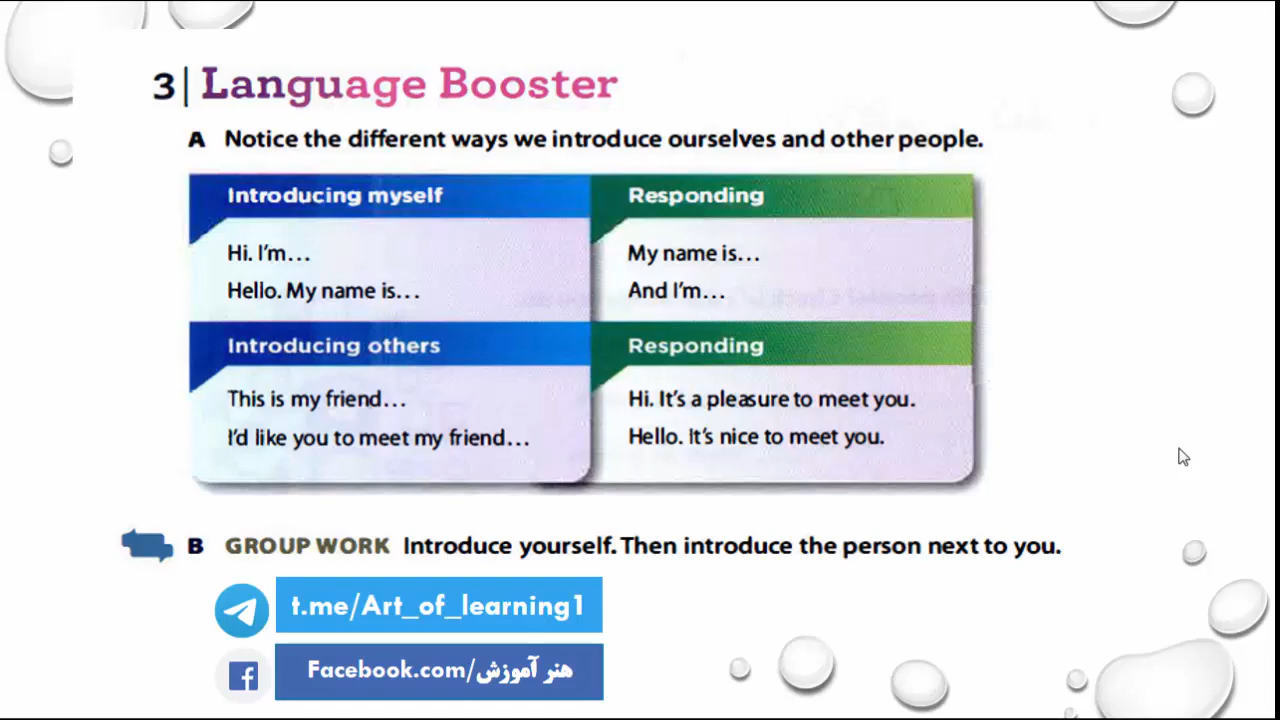 3 | Language Booster
A Notice the different ways we introduce ourselves and other people.
Introducing myself
Hi. I'm...
Hello. My name is...
Responding
My name is...
And I'm...
Introducing others
This is my friend...
I'd like you to meet my friend...
Responding
Hi. It's a pleasure to meet you.
Hello. It's nice to meet you.
B GROUP WORK Introduce yourself. Then introduce the person next to you.
t.me/Art_of_learning1
Facebook.com/هنر آموزش